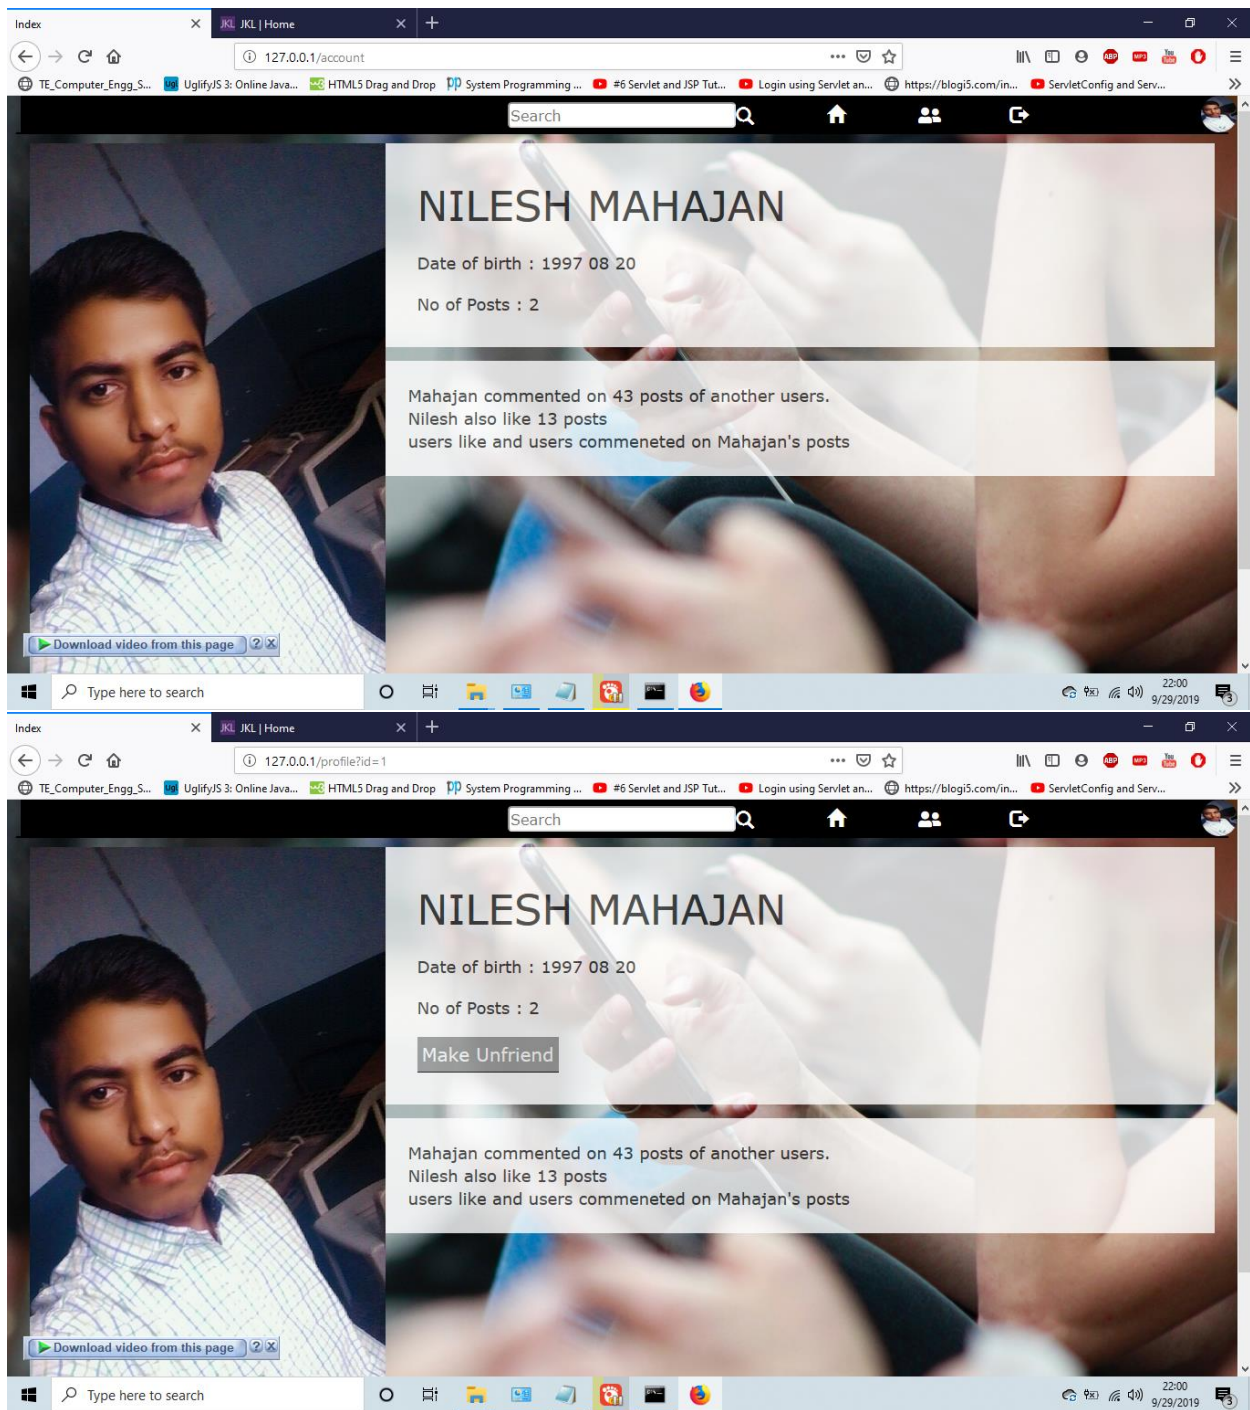 Index
JKL JKL | Home
127.0.0.1/account
TE_Computer_Engg_S... Ugl UglifyJS 3: Online Java... HTML5 Drag and Drop System Programming ... #6 Servlet and JSP Tut... Login using Servlet an... https://blogi5.com/in... ServletConfig and Serv...
Search
NILESH MAHAJAN
Date of birth : 1997 08 20
No of Posts : 2
Mahajan commented on 43 posts of another users.
Nilesh also like 13 posts
users like and users commeneted on Mahajan's posts
Download video from this page ? X
Type here to search
22:00
9/29/2019
3
Index
JKL JKL | Home
127.0.0.1/profile?id=1
TE_Computer_Engg_S... Ugl UglifyJS 3: Online Java... HTML5 Drag and Drop System Programming ... #6 Servlet and JSP Tut... Login using Servlet an... https://blogi5.com/in... ServletConfig and Serv...
Search
NILESH MAHAJAN
Date of birth : 1997 08 20
No of Posts : 2
Make Unfriend
Mahajan commented on 43 posts of another users.
Nilesh also like 13 posts
users like and users commeneted on Mahajan's posts
Download video from this page ? X
Type here to search
22:00
9/29/2019
3